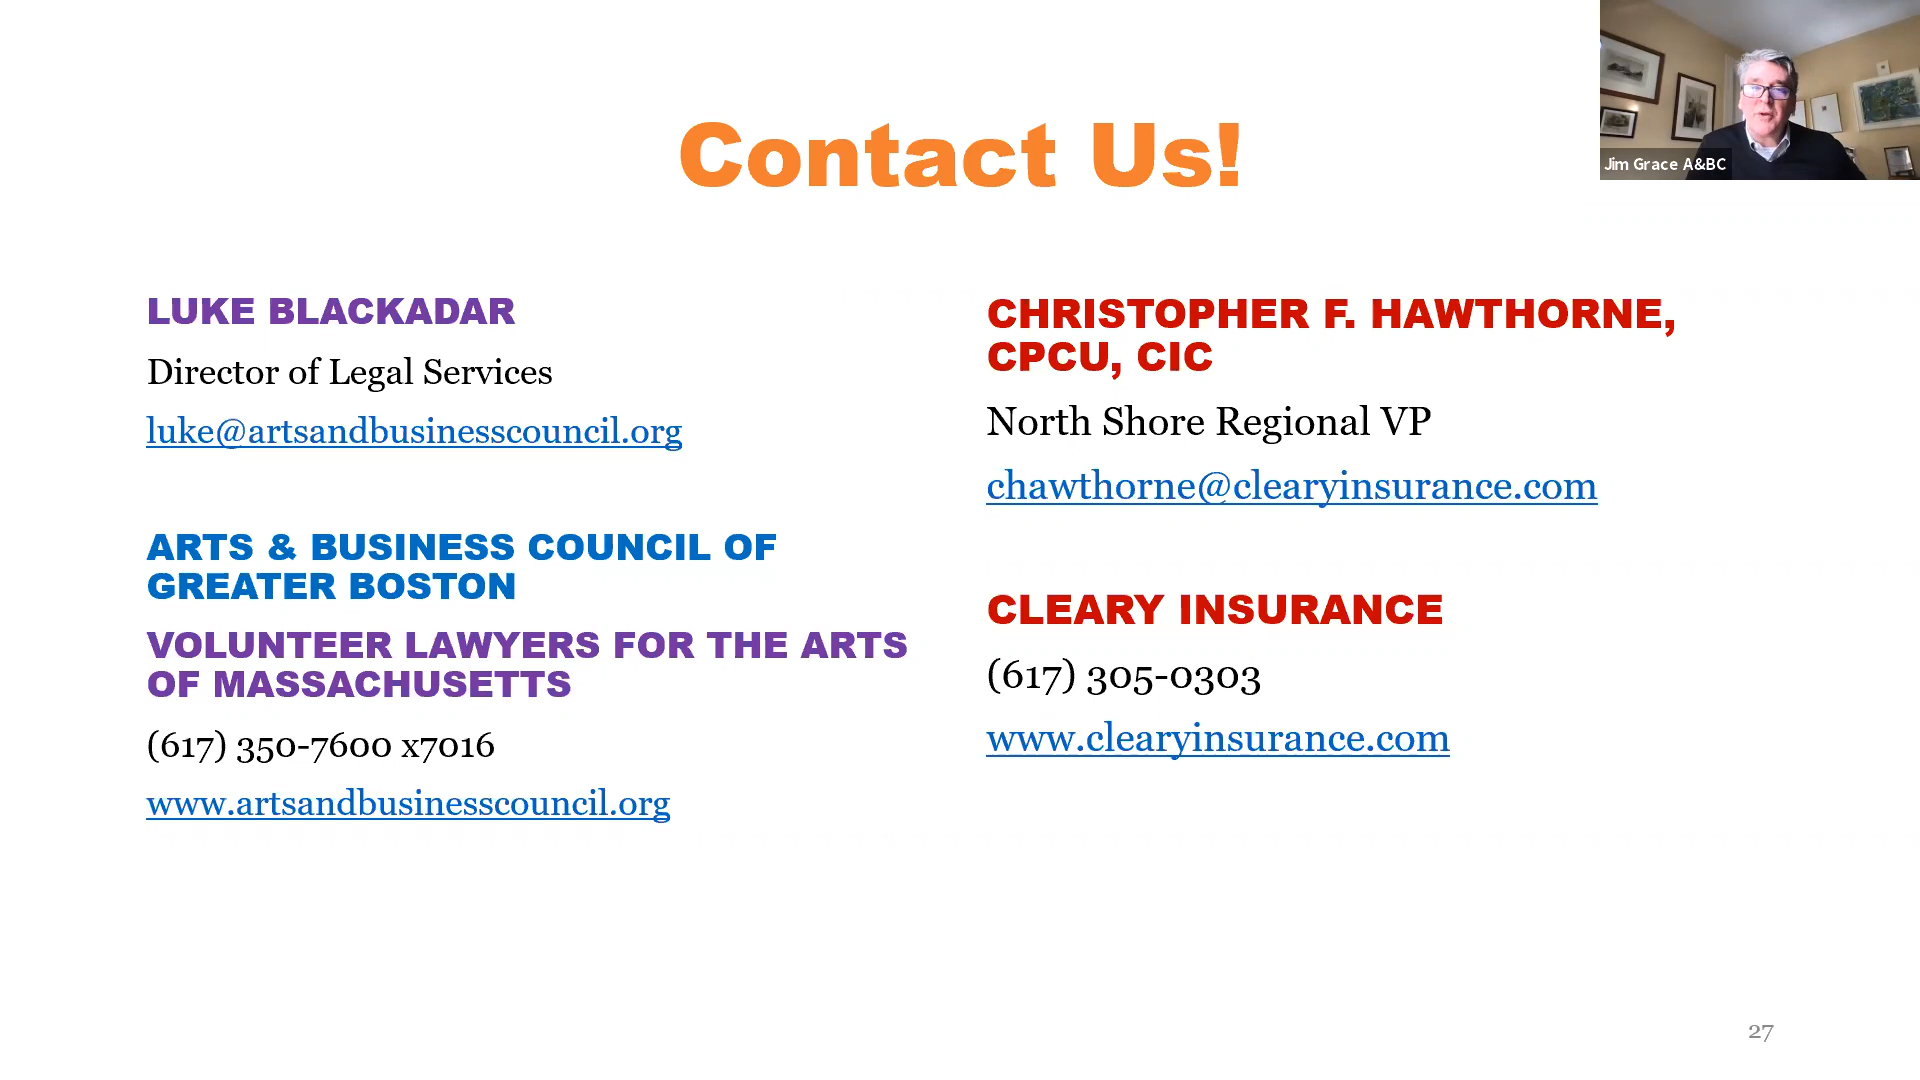 Contact Us!
Jim Grace A&BC
LUKE BLACKADAR
Director of Legal Services
luke@artsandbusinesscouncil.org
ARTS & BUSINESS COUNCIL OF
GREATER BOSTON
VOLUNTEER LAWYERS FOR THE ARTS
OF MASSACHUSETTS
(617) 350-7600 x7016
www.artsandbusinesscouncil.org
CHRISTOPHER F. HAWTHORNE,
CPCU, CIC
North Shore Regional VP
chawthorne@clearyinsurance.com
CLEARY INSURANCE
(617) 305-0303
www.clearyinsurance.com
27